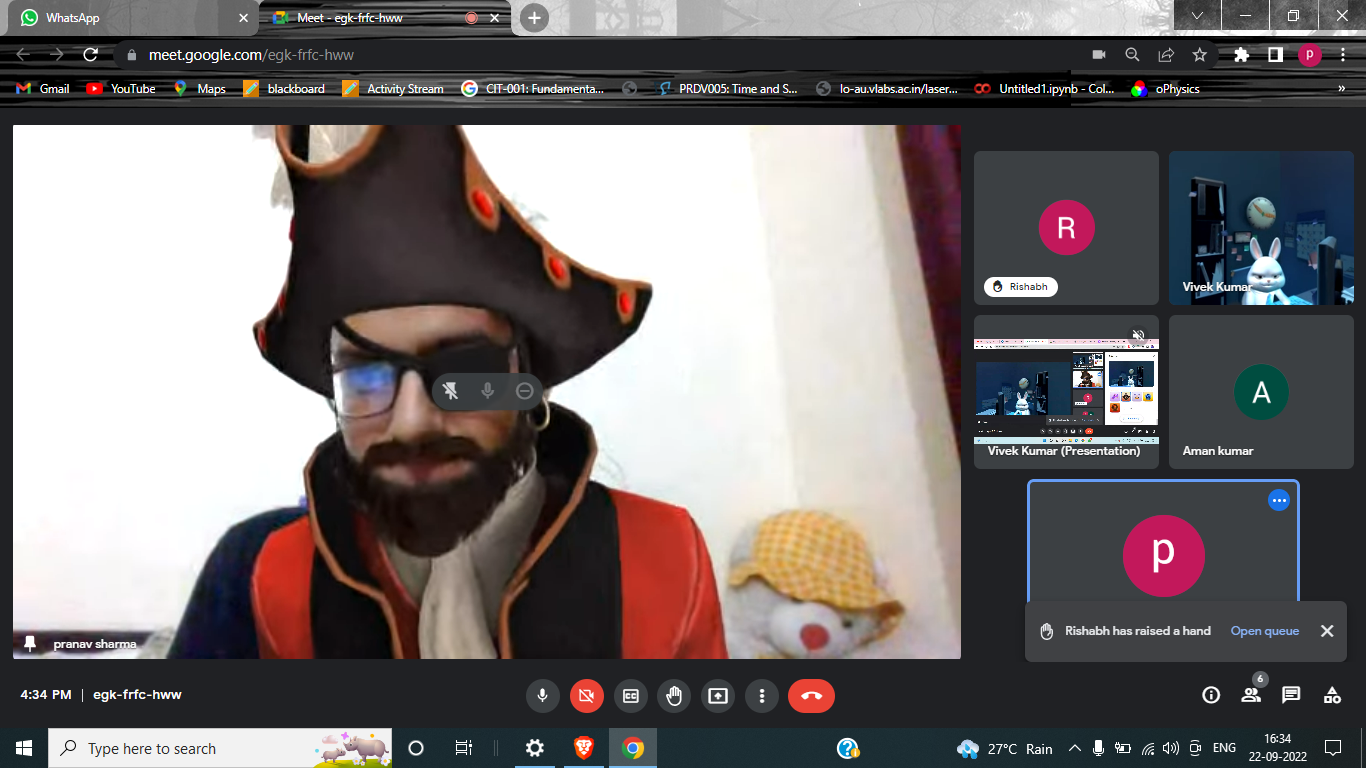 WhatsApp
Meet - egk-frfc-hww
meet.google.com/egk-frfc-hww
p
Gmail
YouTube
Maps
blackboard
Activity Stream
CIT-001: Fundamenta...
PRDV005: Time and S...
lo-au.vlabs.ac.in/laser...
Untitled1.ipynb - Col...
oPhysics
»
R
Rishabh
Vivek Kumar
Vivek Kumar (Presentation)
A
Aman kumar
p
pranav sharma
Rishabh has raised a hand Open queue
4:34 PM | egk-frfc-hww
CC
6
Type here to search
27°C Rain
ENG
16:34
22-09-2022